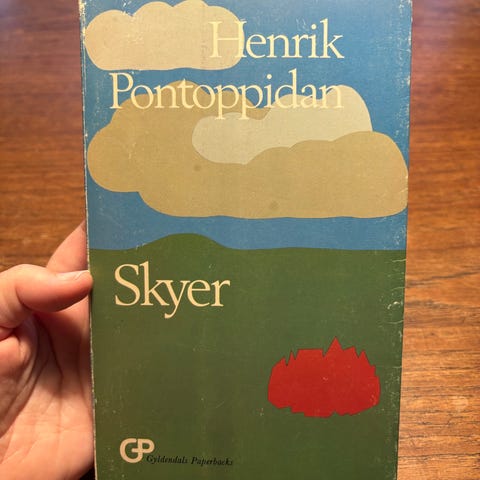 Henrik
Pontoppidan
Skyer
GP Gyldendals Paperbacks